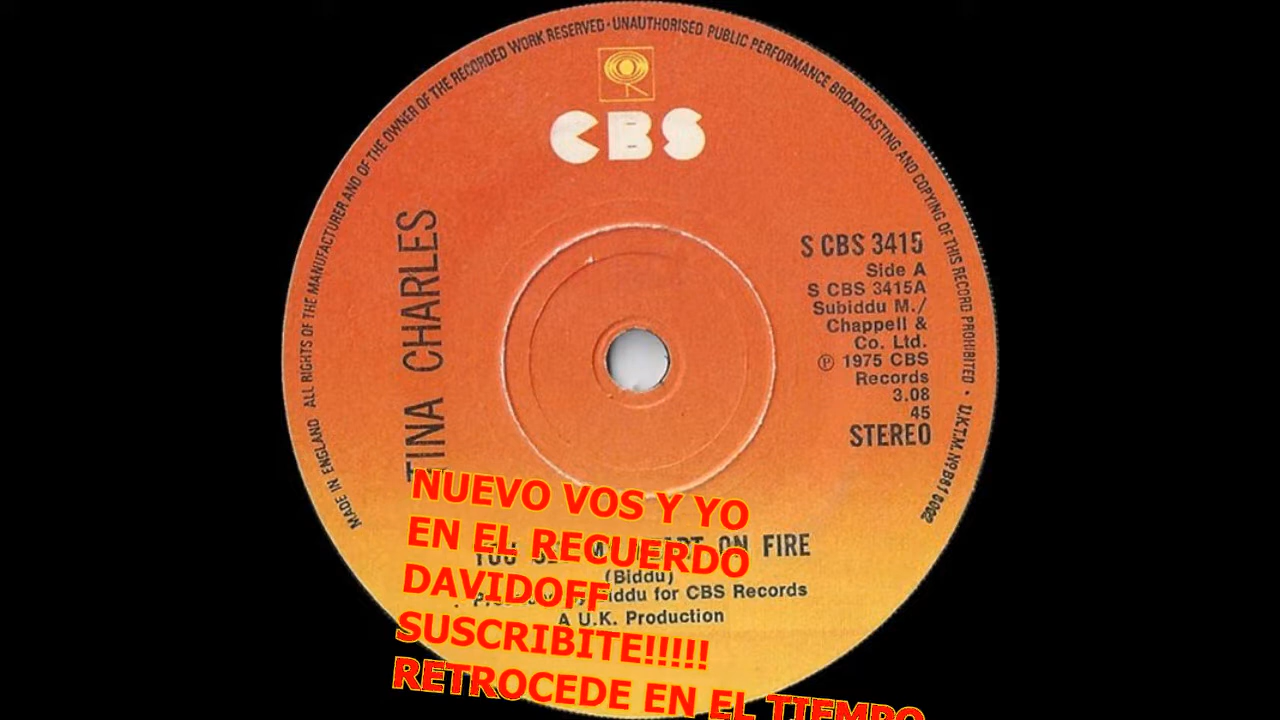 ALL RIGHTS OF THE MANUFACTURER AND OF THE OWNER OF THE RECORDED WORK RESERVED · UNAUTHORISED PUBLIC PERFORMANCE BROADCASTING AND COPYING OF THIS RECORD PROHIBITED ·
MADE IN ENGLAND
CBS
TINA CHARLES
S CBS 3415
Side A
S CBS 3415A
Subiddu M./
Chappell &
Co. Ltd.
℗ 1975 CBS
Records
3.08
45
STEREO
NUEVO VOS Y YO
EN EL RECUERDO
DAVIDOFF
SUSCRIBITE!!!!!
RETROCEDE EN EL TIEMPO
YOU ON FIRE
(Biddu)
Biddu for CBS Records
A U.K. Production